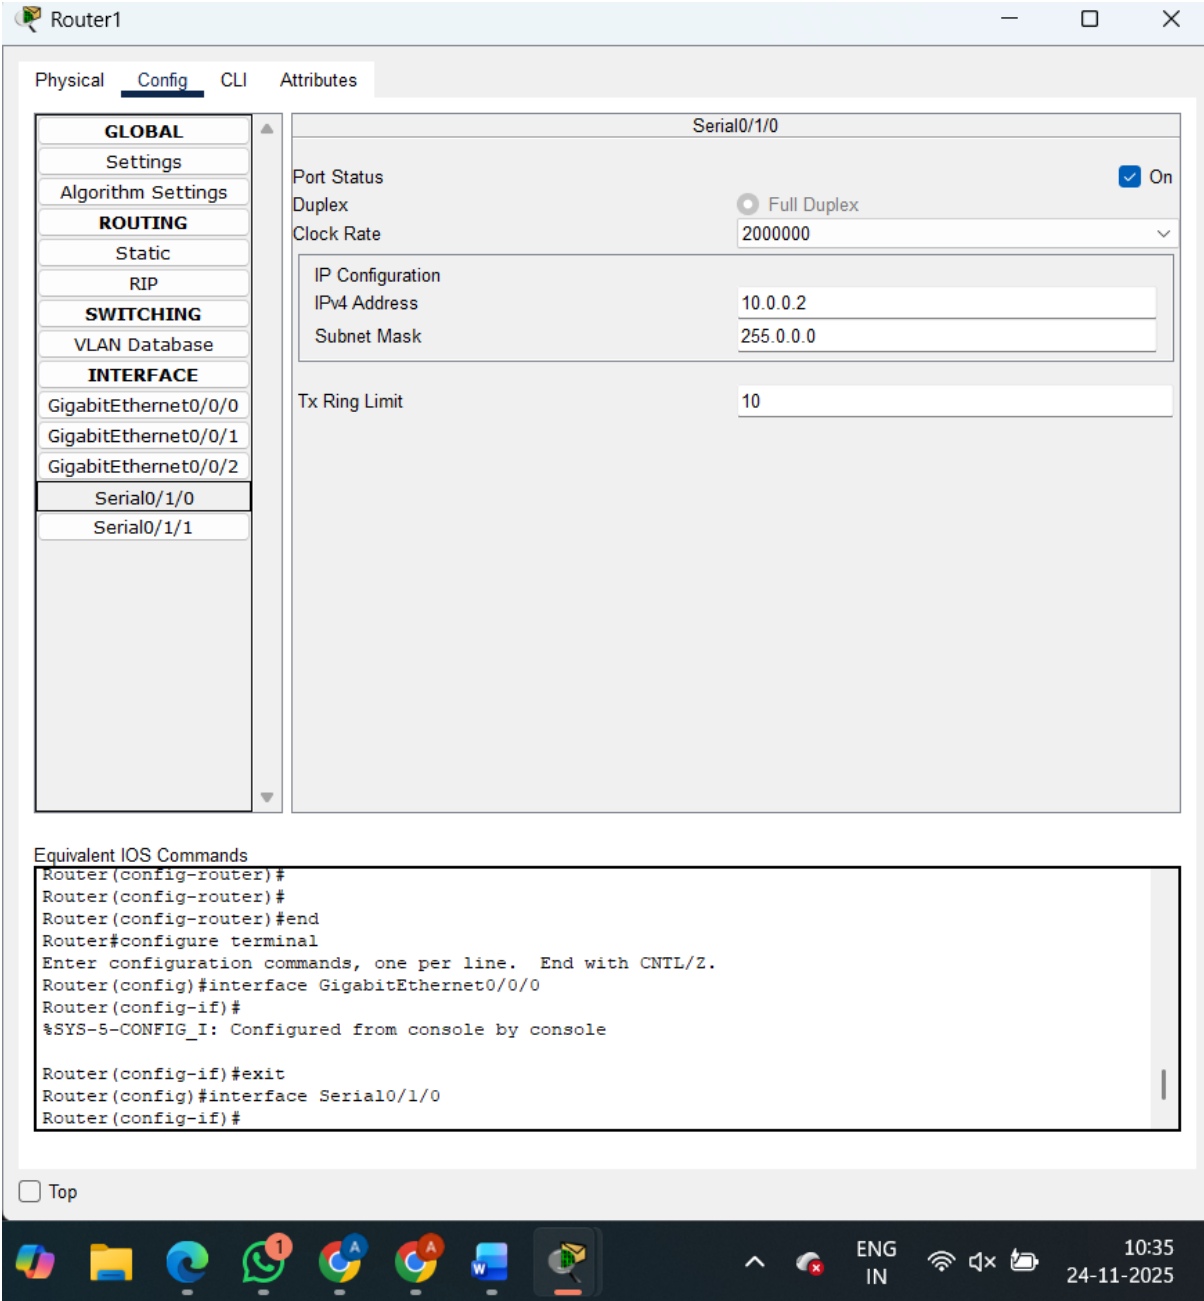 Router1
Physical Config CLI Attributes
GLOBAL
Settings
Algorithm Settings
ROUTING
Static
RIP
SWITCHING
VLAN Database
INTERFACE
GigabitEthernet0/0/0
GigabitEthernet0/0/1
GigabitEthernet0/0/2
Serial0/1/0
Serial0/1/1
Serial0/1/0
Port Status On
Duplex Full Duplex
Clock Rate 2000000
IP Configuration
IPv4 Address 10.0.0.2
Subnet Mask 255.0.0.0
Tx Ring Limit 10
Equivalent IOS Commands
Router(config-router)#
Router(config-router)#
Router(config-router)#end
Router#configure terminal
Enter configuration commands, one per line. End with CNTL/Z.
Router(config)#interface GigabitEthernet0/0/0
Router(config-if)#
%SYS-5-CONFIG_I: Configured from console by console
Router(config-if)#exit
Router(config)#interface Serial0/1/0
Router(config-if)#
Top
1
A
A
W
ENG
IN
10:35
24-11-2025